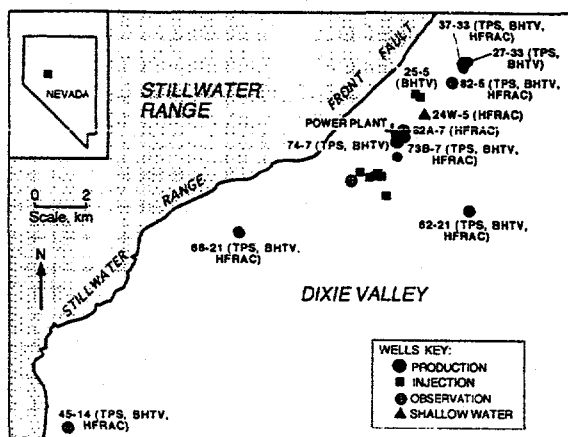 37-33 (TPS, BHTV,
HFRAC)
27-33 (TPS,
BHTV)
82-5 (TPS, BHTV,
HFRAC)
25-5
(BHTV)
24W-5 (HFRAC)
POWER PLANT
82A-7 (HFRAC)
74-7 (TPS, BHTV)
73B-7 (TPS, BHTV,
HFRAC)
62-21 (TPS, BHTV,
HFRAC)
66-21 (TPS, BHTV,
HFRAC)
45-14 (TPS, BHTV,
HFRAC)
NEVADA
STILLWATER
RANGE
STILLWATER RANGE FRONT FAULT
0 2
Scale, km
N
DIXIE VALLEY
WELLS KEY:
PRODUCTION
INJECTION
OBSERVATION
SHALLOW WATER